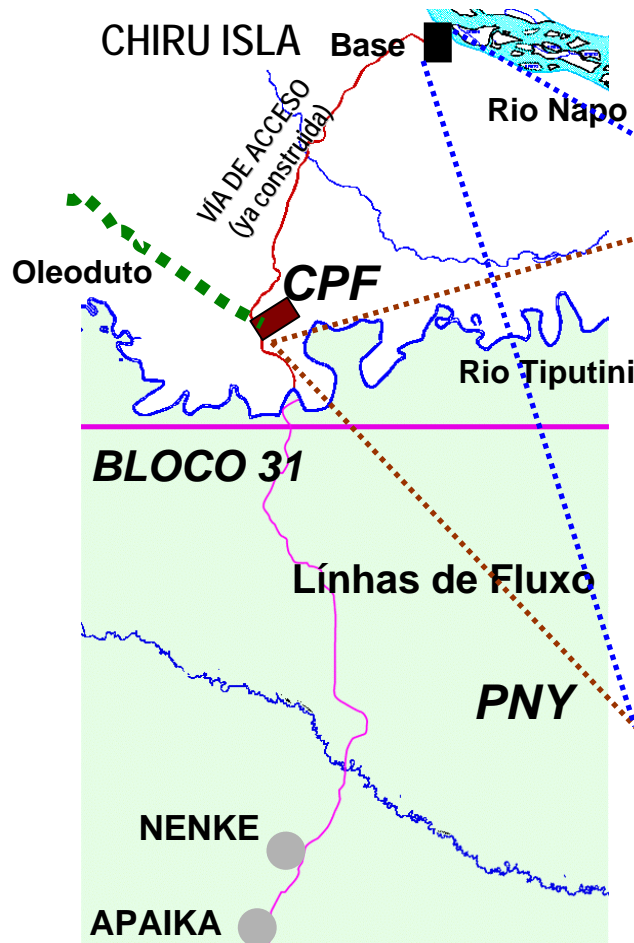 CHIRU ISLA
Base
Rio Napo
VÍA DE ACCESO
(ya construida)
Oleoduto
CPF
Rio Tiputini
BLOCO 31
Línhas de Fluxo
PNY
NENKE
APAIKA